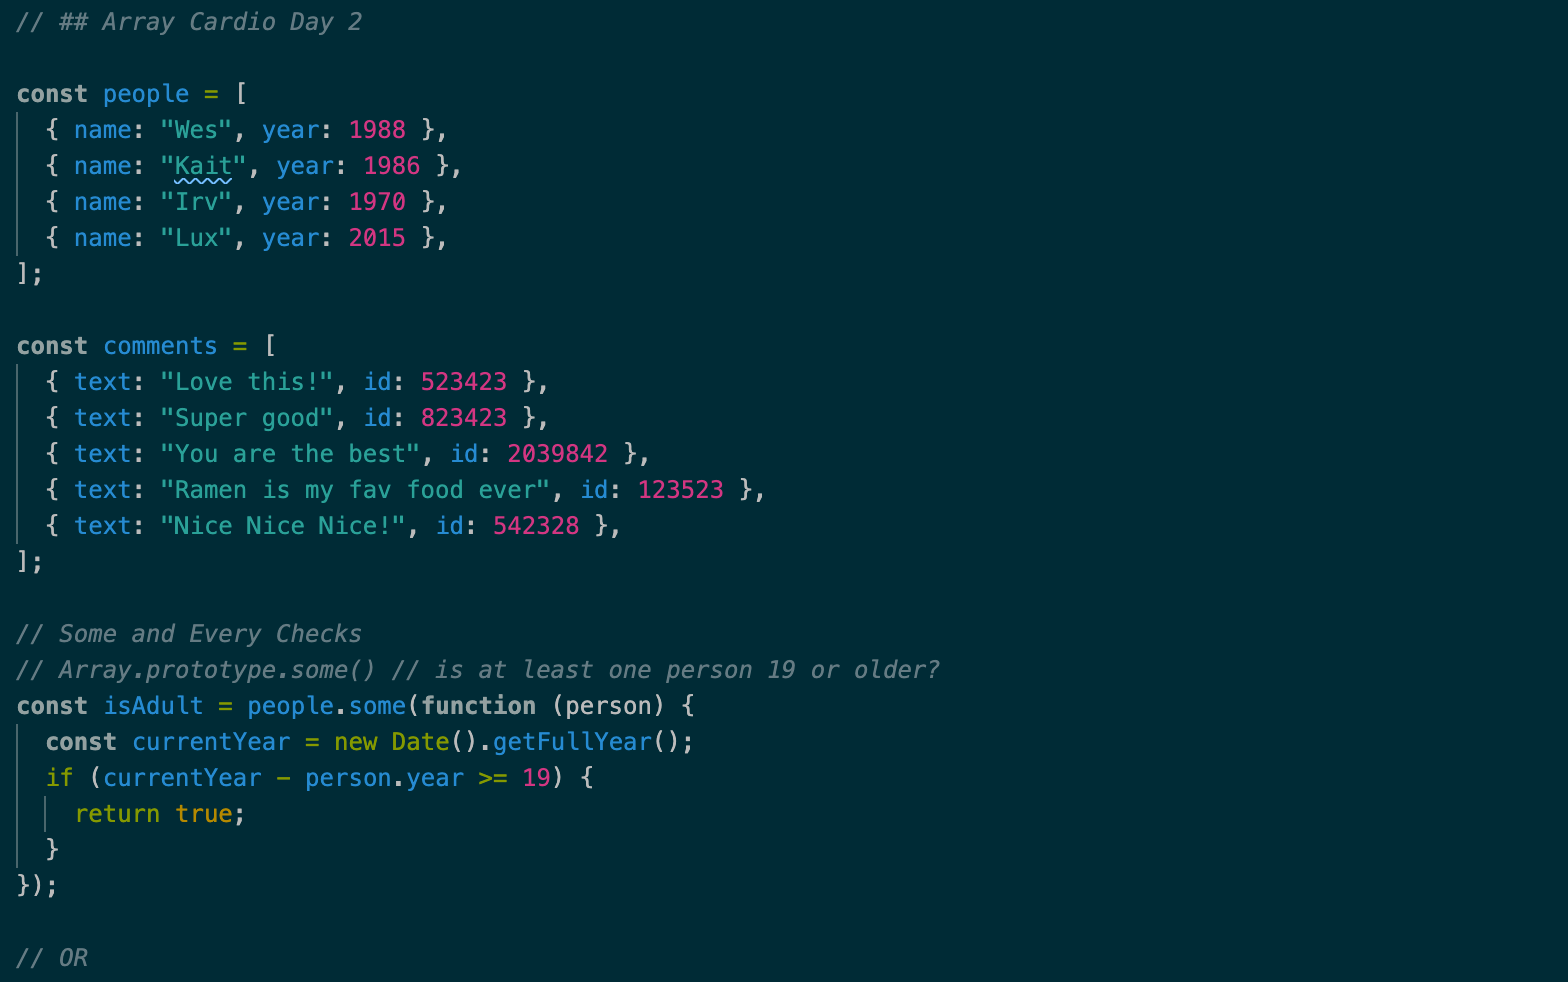 // ## Array Cardio Day 2
const people = [
{ name: "Wes", year: 1988 },
{ name: "Kait", year: 1986 },
{ name: "Irv", year: 1970 },
{ name: "Lux", year: 2015 },
];
const comments = [
{ text: "Love this!", id: 523423 },
{ text: "Super good", id: 823423 },
{ text: "You are the best", id: 2039842 },
{ text: "Ramen is my fav food ever", id: 123523 },
{ text: "Nice Nice Nice!", id: 542328 },
];
// Some and Every Checks
// Array.prototype.some() // is at least one person 19 or older?
const isAdult = people.some(function (person) {
const currentYear = new Date().getFullYear();
if (currentYear - person.year >= 19) {
return true;
}
});
// OR